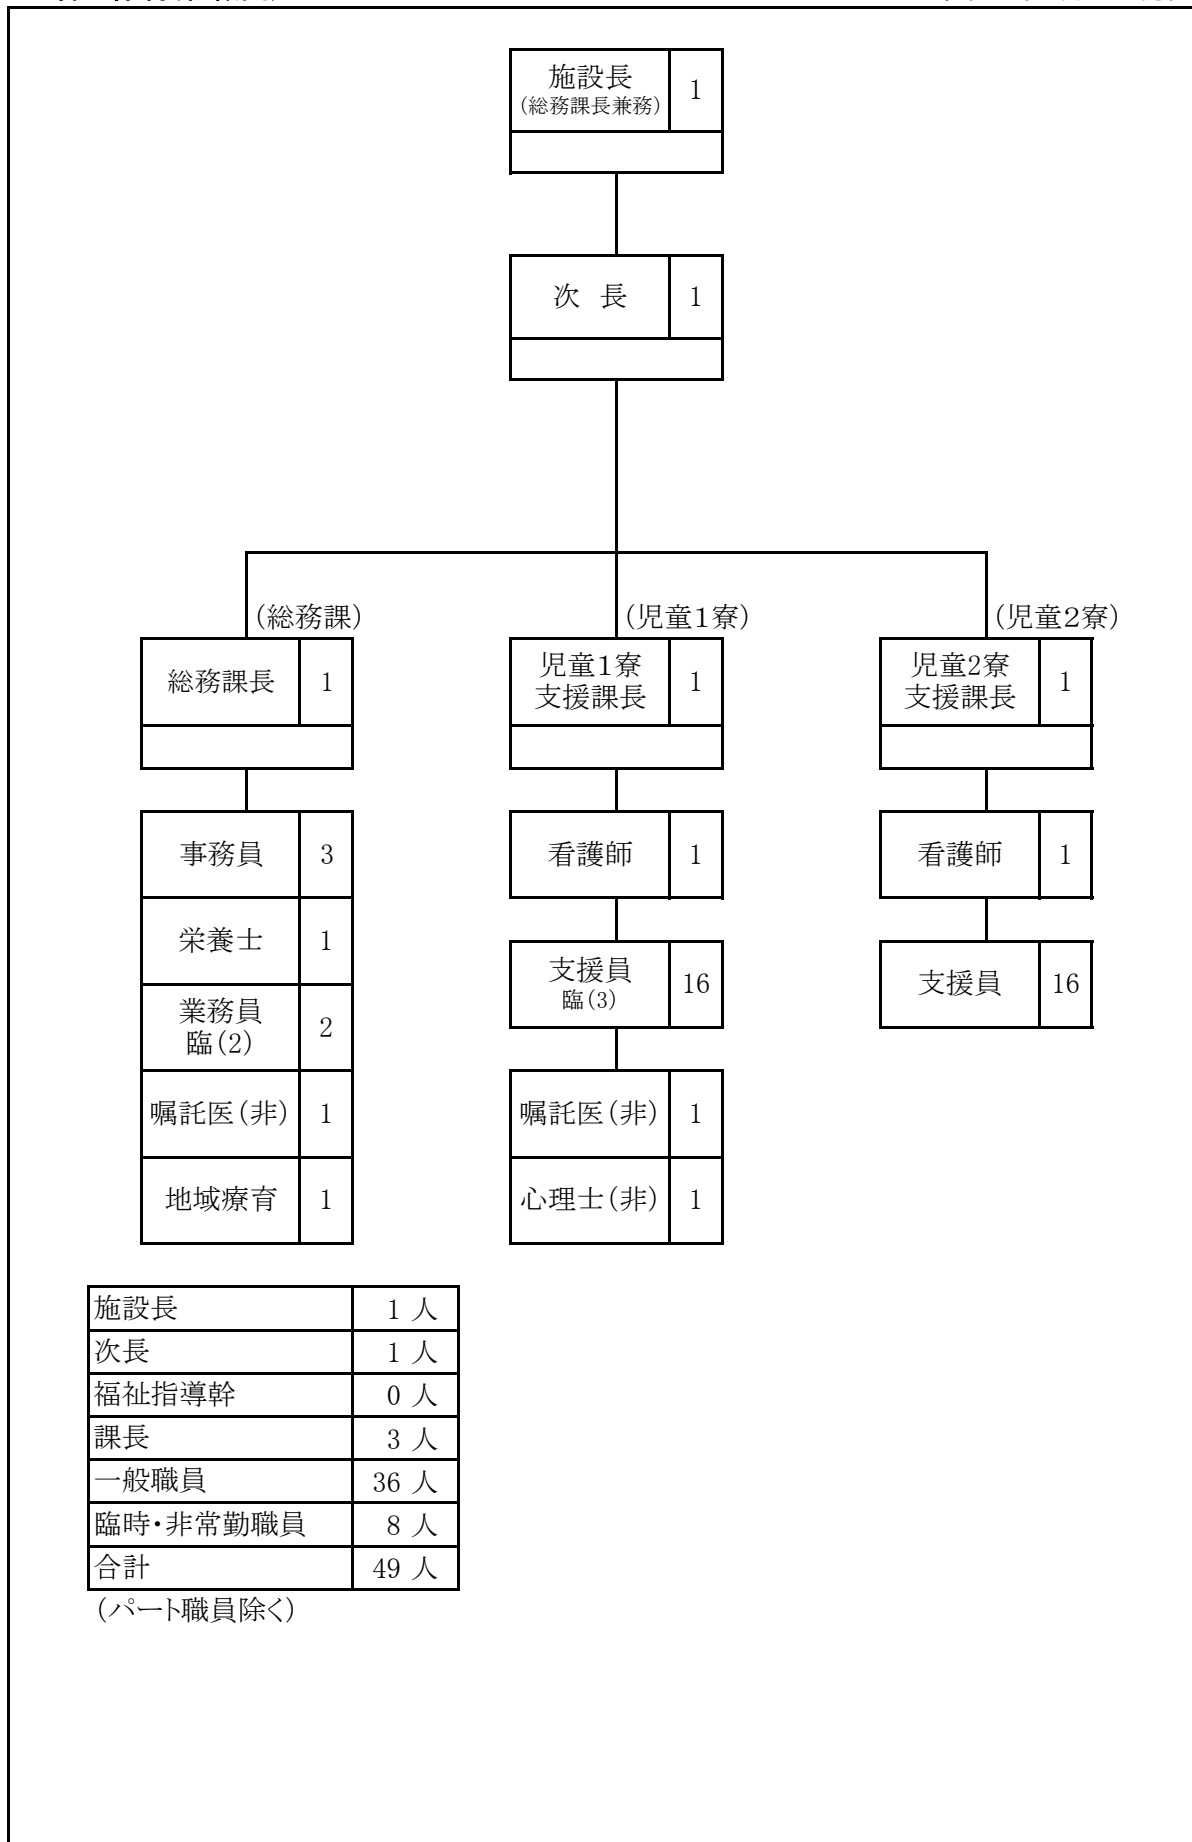 施設長 1
(総務課長兼務)
次 長 1
(総務課)
総務課長 1
事務員 3
栄養士 1
業務員 2
臨(2)
嘱託医(非) 1
地域療育 1
(児童1寮)
児童1寮
支援課長 1
看護師 1
支援員 16
臨(3)
嘱託医(非) 1
心理士(非) 1
(児童2寮)
児童2寮
支援課長 1
看護師 1
支援員 16
施設長 1 人
次長 1 人
福祉指導幹 0 人
課長 3 人
一般職員 36 人
臨時・非常勤職員 8 人
合計 49 人
(パート職員除く)